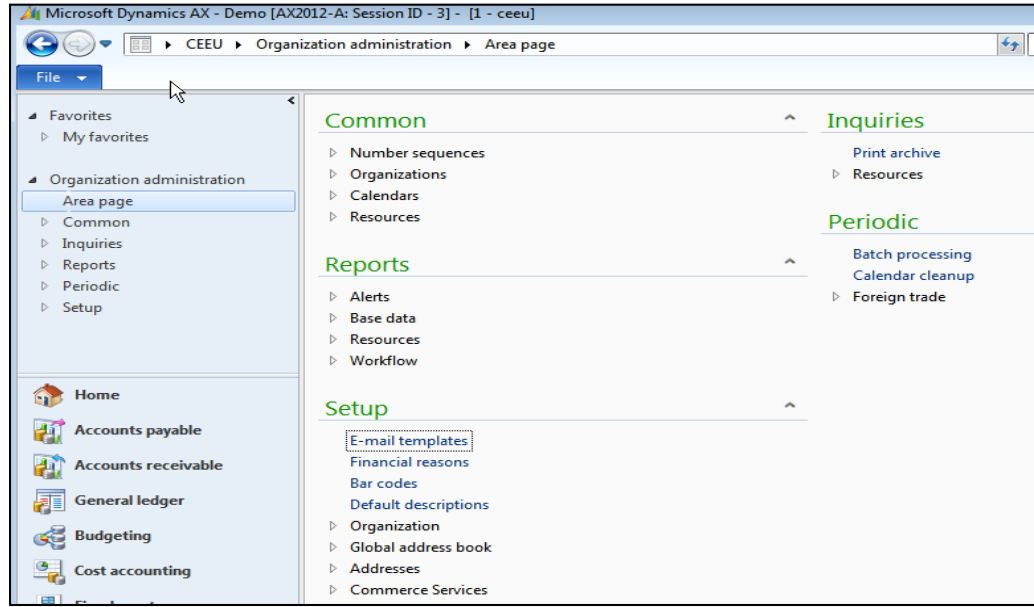 Microsoft Dynamics AX - Demo [AX2012-A: Session ID - 3] - [1 - ceeu]
CEEU Organization administration Area page
File
Favorites
My favorites
Organization administration
Area page
Common
Inquiries
Reports
Periodic
Setup
Home
Accounts payable
Accounts receivable
General ledger
Budgeting
Cost accounting
Common
Number sequences
Organizations
Calendars
Resources
Reports
Alerts
Base data
Resources
Workflow
Setup
E-mail templates
Financial reasons
Bar codes
Default descriptions
Organization
Global address book
Addresses
Commerce Services
Inquiries
Print archive
Resources
Periodic
Batch processing
Calendar cleanup
Foreign trade